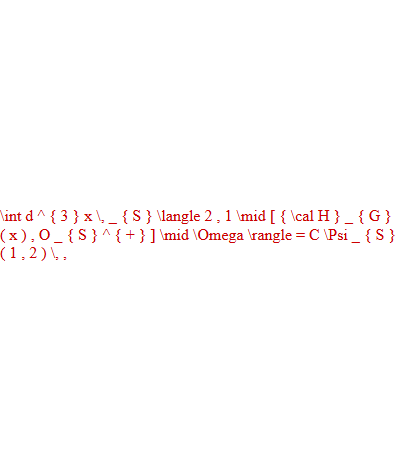 \int d ^ { 3 } x \, _ { S } \langle 2 , 1 \mid [ { \cal H } _ { G }
( x ) , O _ { S } ^ { + } ] \mid \Omega \rangle = C \Psi _ { S }
( 1 , 2 ) \, ,